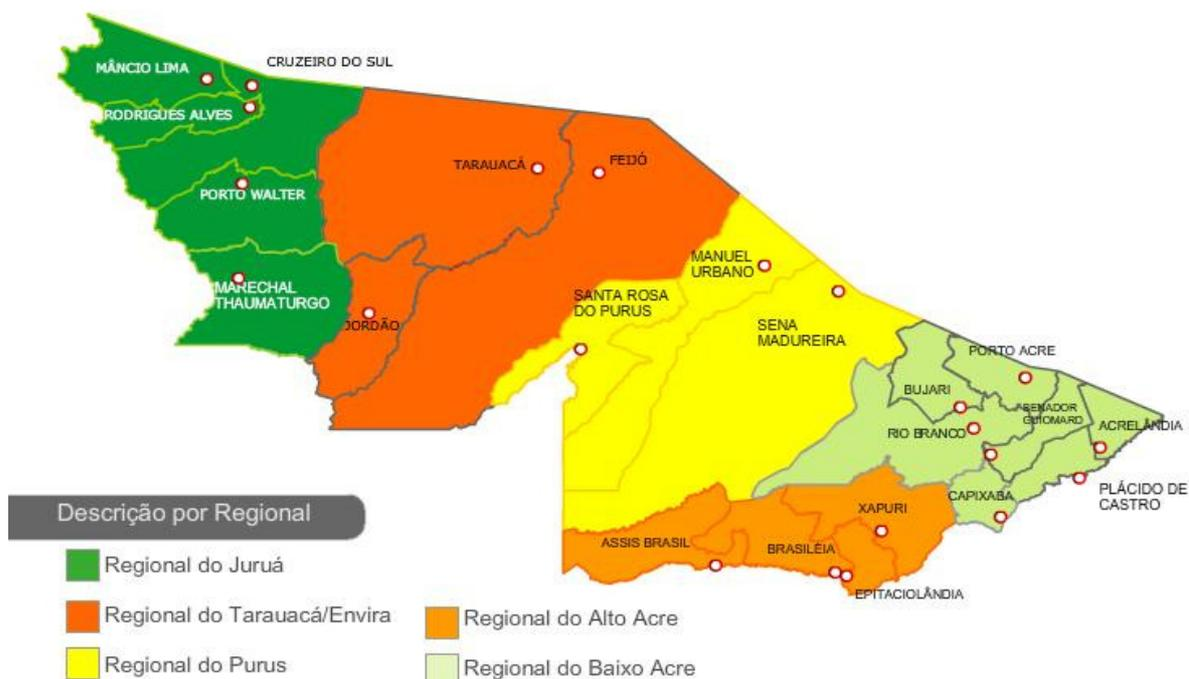 CRUZEIRO DO SUL
MÂNCIO LIMA
RODRIGUES ALVES
TARAUACÁ
FEIJÓ
PORTO WALTER
MANUEL
URBANO
MARECHAL
THAUMATURGO
SANTA ROSA
DO PURUS
JORDÃO
SENA
MADUREIRA
PORTO ACRE
BUJARI
SENADOR
GUIOMARD
RIO BRANCO
ACRELÂNDIA
PLÁCIDO DE
CASTRO
CAPIXABA
XAPURI
ASSIS BRASIL
BRASILÉIA
EPITACIOLÂNDIA
Descrição por Regional
Regional do Juruá
Regional do Tarauacá/Envira
Regional do Purus
Regional do Alto Acre
Regional do Baixo Acre